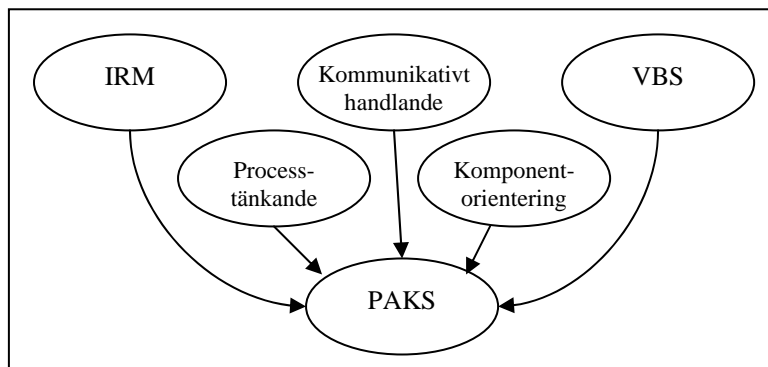 IRM
Kommunikativt
handlande
VBS
Process-
tänkande
Komponent-
orientering
PAKS